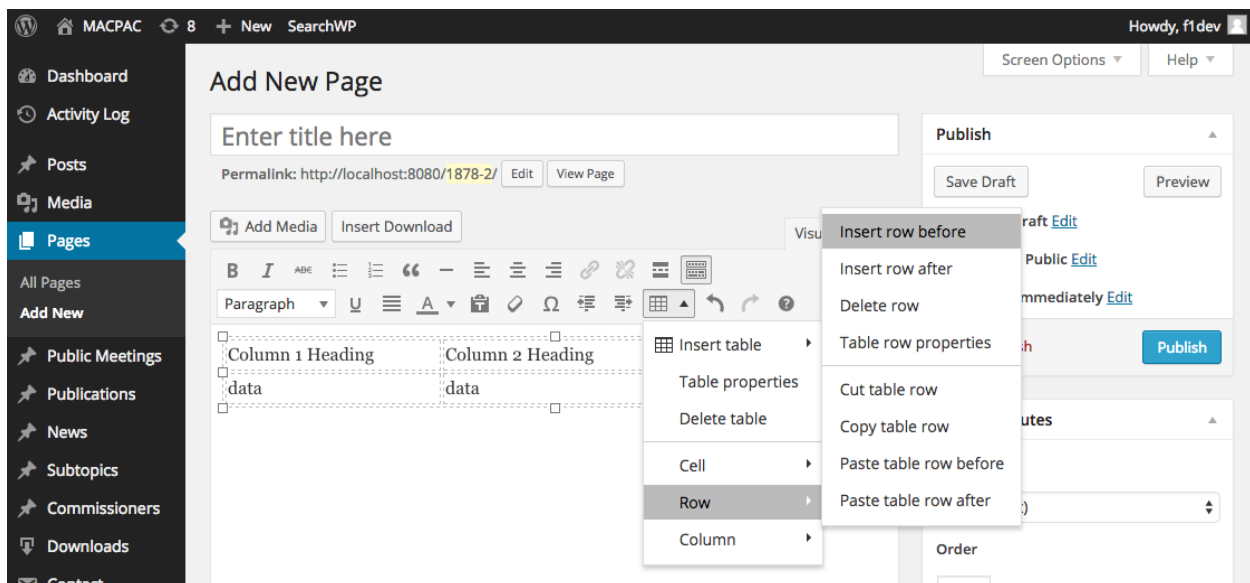 MACPAC 8 New SearchWP Howdy, f1dev
Dashboard
Activity Log
Posts
Media
Pages
All Pages
Add New
Public Meetings
Publications
News
Subtopics
Commissioners
Downloads
Contact
Screen Options Help
Add New Page
Enter title here
Permalink: http://localhost:8080/1878-2/ Edit View Page
Add Media Insert Download
Visu
B I ABC
Paragraph U A Ω
Column 1 Heading Column 2 Heading
data data
Insert table
Table properties
Delete table
Cell
Row
Column
Insert row before
Insert row after
Delete row
Table row properties
Cut table row
Copy table row
Paste table row before
Paste table row after
Publish
Save Draft Preview
raft Edit
Public Edit
mmediately Edit
sh Publish
utes
Order